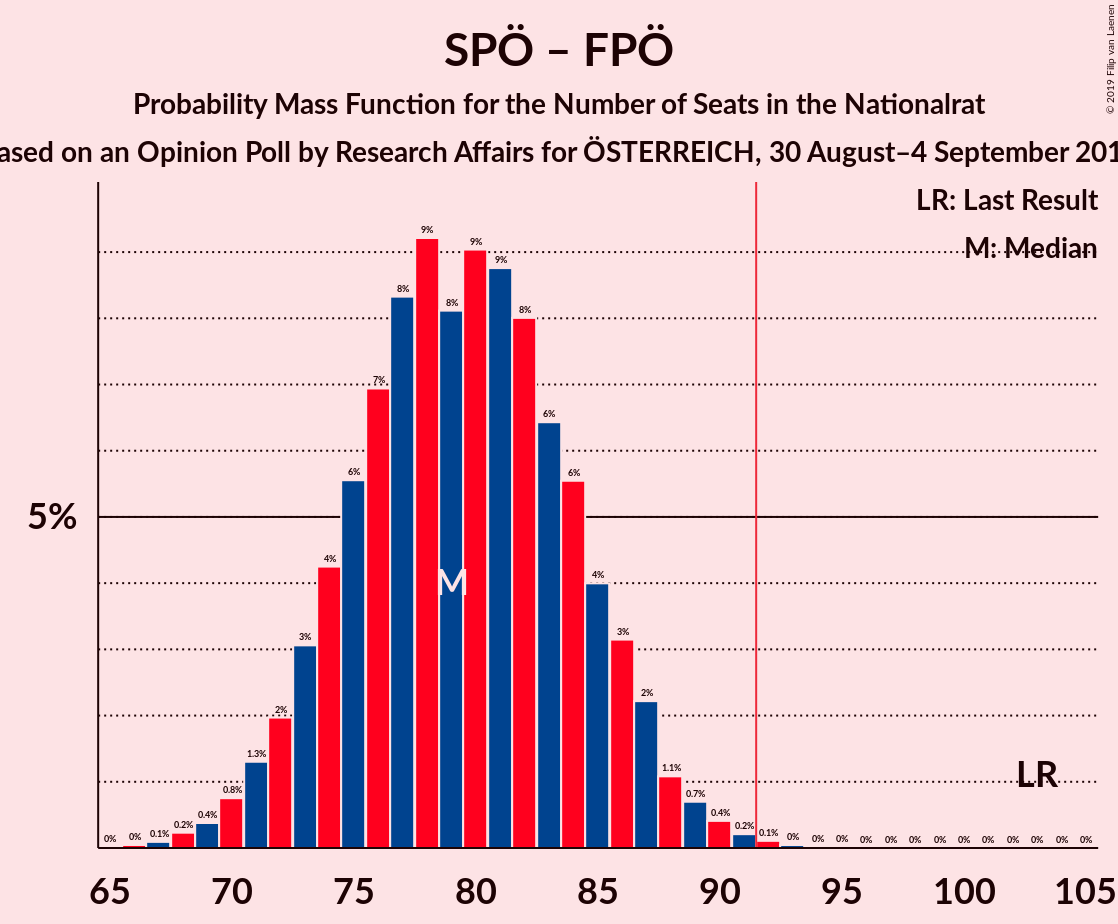 SPÖ – FPÖ
Probability Mass Function for the Number of Seats in the Nationalrat
ased on an Opinion Poll by Research Affairs for ÖSTERREICH, 30 August–4 September 201
© 2019 Filip van Laenen
LR: Last Result
M: Median
5%
0% 0% 0.1% 0.2% 0.4% 0.8% 1.3% 2% 3% 4% 6% 7% 8% 9% 8% 9% 9% 8% 6% 6% 4% 3% 2% 1.1% 0.7% 0.4% 0.2% 0.1% 0% 0% 0% 0% 0% 0% 0% 0% 0% 0% 0% 0% 0%
M
LR
65 70 75 80 85 90 95 100 105